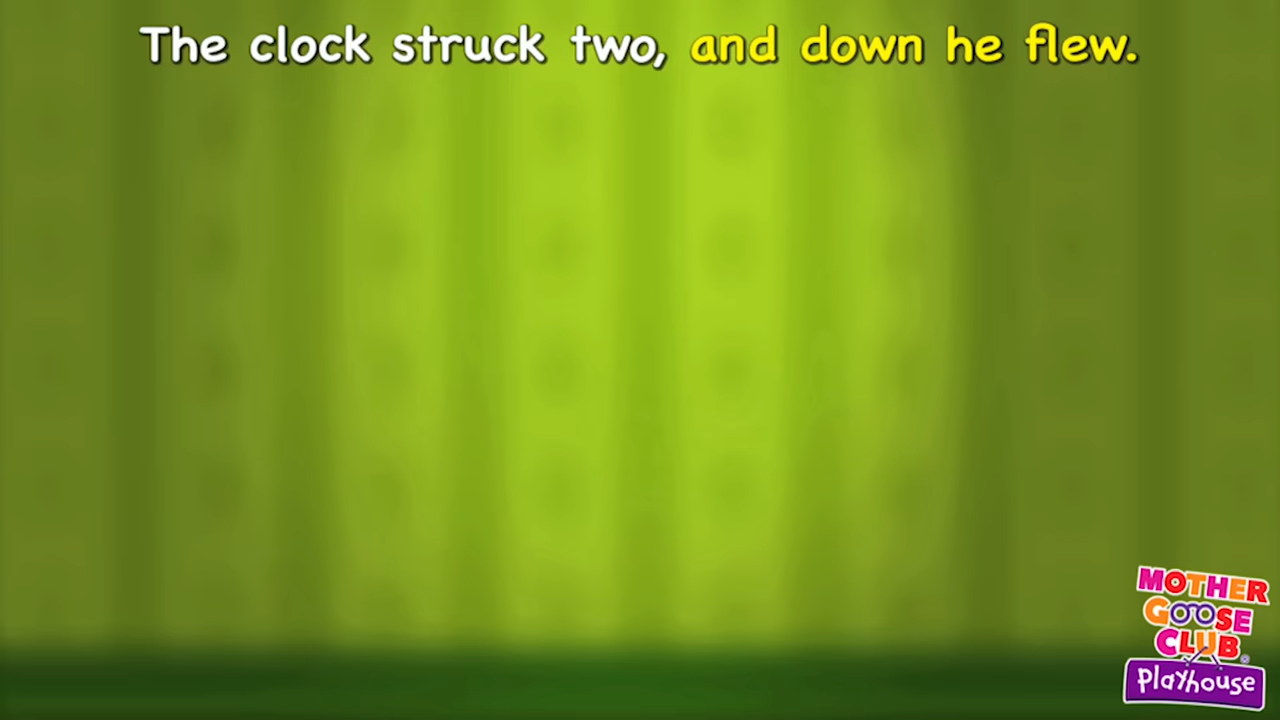 The clock struck two, and down he flew.
MOTHER
GOOSE
CLUB
Playhouse